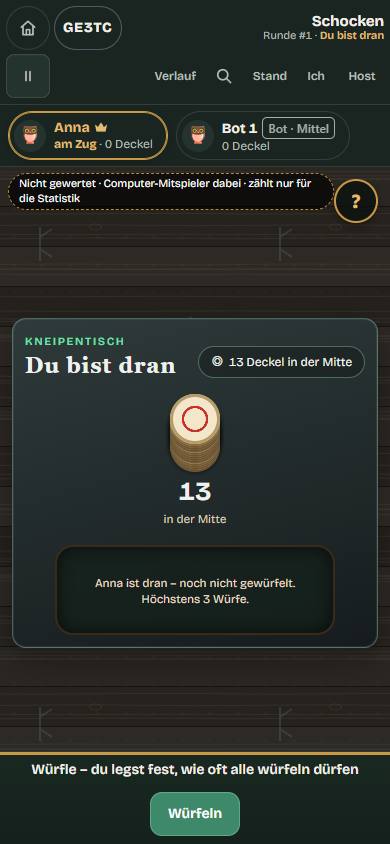 GE3TC
Schocken
Runde #1 · Du bist dran
Verlauf
Stand
Ich
Host
Anna
am Zug · 0 Deckel
Bot 1 Bot · Mittel
0 Deckel
Nicht gewertet · Computer-Mitspieler dabei · zählt nur für
die Statistik
?
KNEIPENTISCH
Du bist dran
13 Deckel in der Mitte
13
in der Mitte
Anna ist dran – noch nicht gewürfelt.
Höchstens 3 Würfe.
Würfle – du legst fest, wie oft alle würfeln dürfen
Würfeln